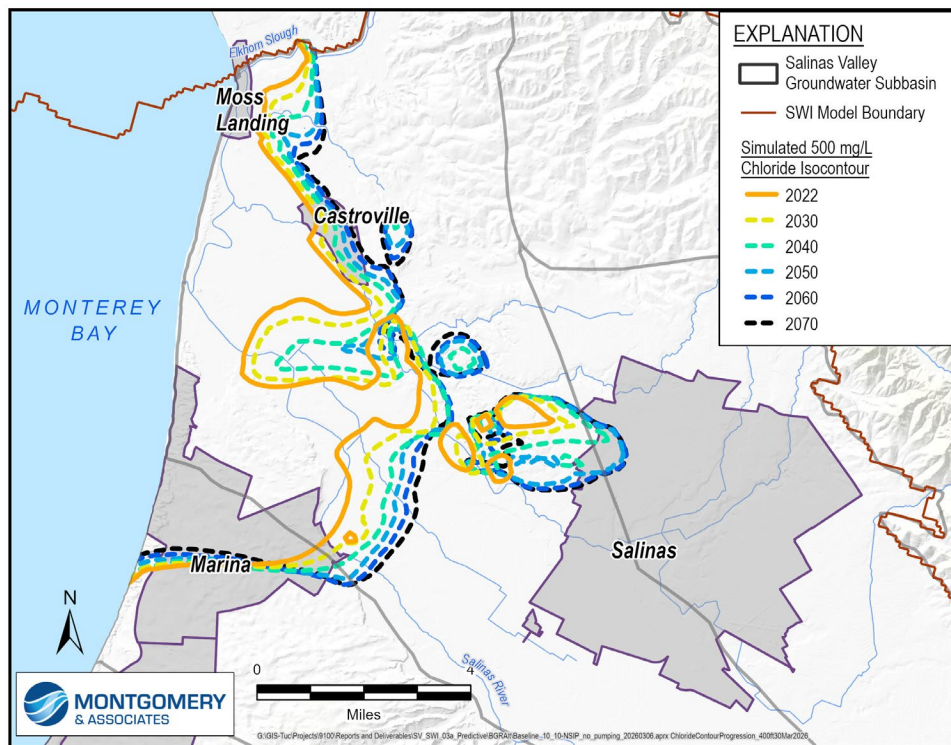 EXPLANATION
Salinas Valley
Groundwater Subbasin
SWI Model Boundary
Simulated 500 mg/L
Chloride Isocontour
2022
2030
2040
2050
2060
2070
Elkhorn Slough
Moss
Landing
Castroville
MONTEREY
BAY
Marina
Salinas
Salinas River
N
0
4
Miles
MONTGOMERY
& ASSOCIATES
G:\GIS-Tuc\Projects\9100\Reports and Deliverables\SV_SWI_03a_Predictive\BGRAI\Baseline_10_10-NSIP_no_pumping_20260306.aprx ChlorideContourProgression_400ft30Mar2026